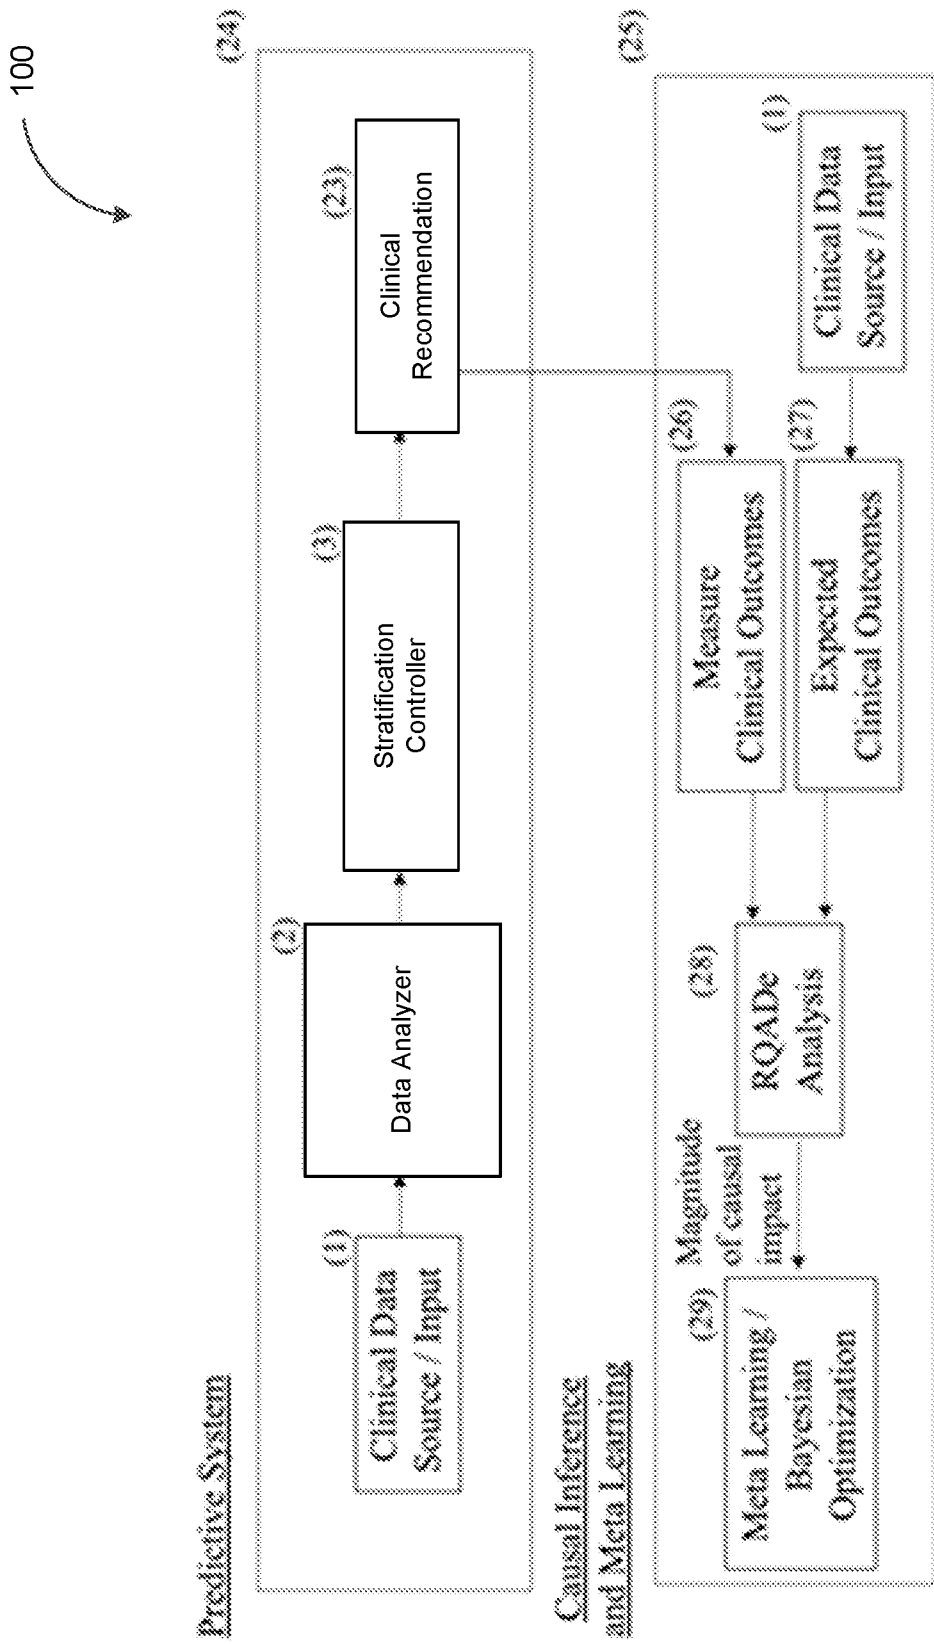 100
Predictive System
(24)
(1)
Clinical Data
Source / Input
(2)
Data Analyzer
(3)
Stratification
Controller
(23)
Clinical
Recommendation
Causal Inference
and Meta Learning
(25)
(29)
Meta Learning /
Bayesian
Optimization
Magnitude
of causal
impact
(28)
RQADe
Analysis
(26)
Measure
Clinical Outcomes
(27)
Expected
Clinical Outcomes
(1)
Clinical Data
Source / Input